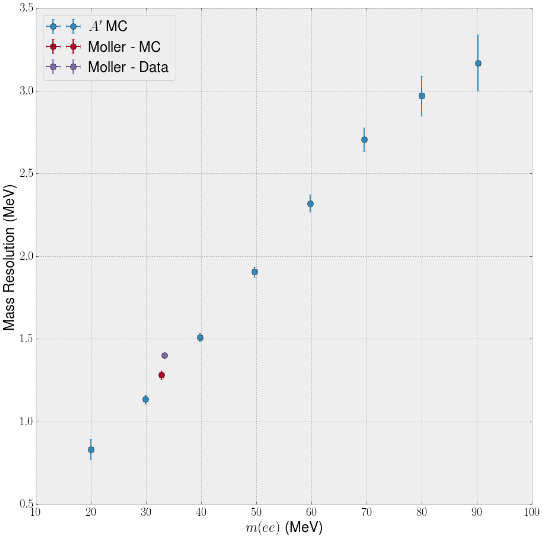 3.5
A′ MC
Moller - MC
Moller - Data
3.0
2.5
2.0
1.5
1.0
0.5
Mass Resolution (MeV)
10 20 30 40 50 60 70 80 90 100
m(ee) (MeV)